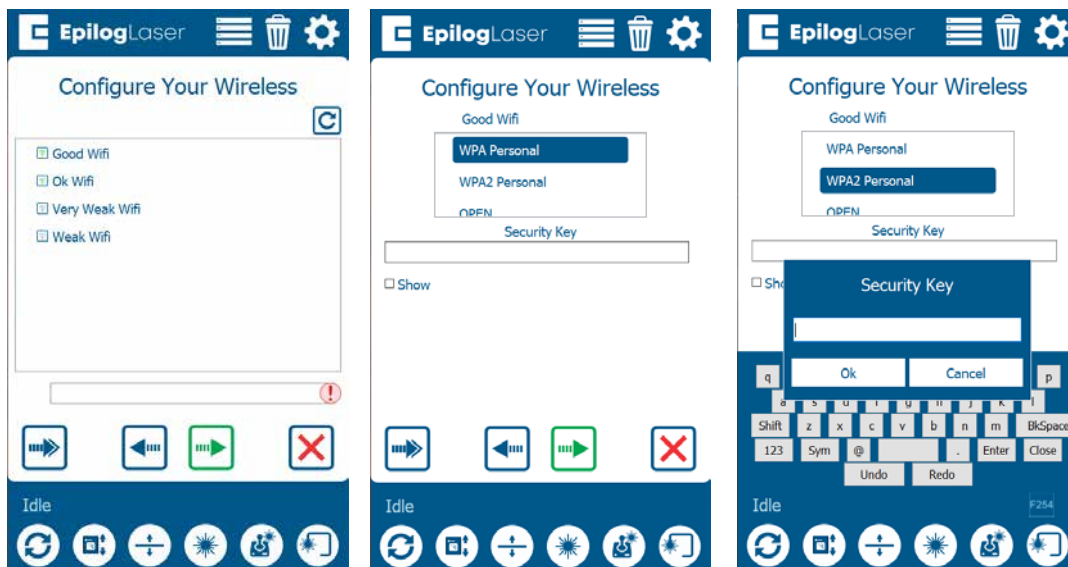 EpilogLaser
Configure Your Wireless
Good Wifi
Ok Wifi
Very Weak Wifi
Weak Wifi
Idle
EpilogLaser
Configure Your Wireless
Good Wifi
WPA Personal
WPA2 Personal
OPEN
Security Key
Show
Idle
EpilogLaser
Configure Your Wireless
Good Wifi
WPA Personal
WPA2 Personal
OPEN
Security Key
Security Key
Ok Cancel
q p
Shift z x c v b n m BkSpace
123 Sym @ . Enter Close
Undo Redo
Idle F254